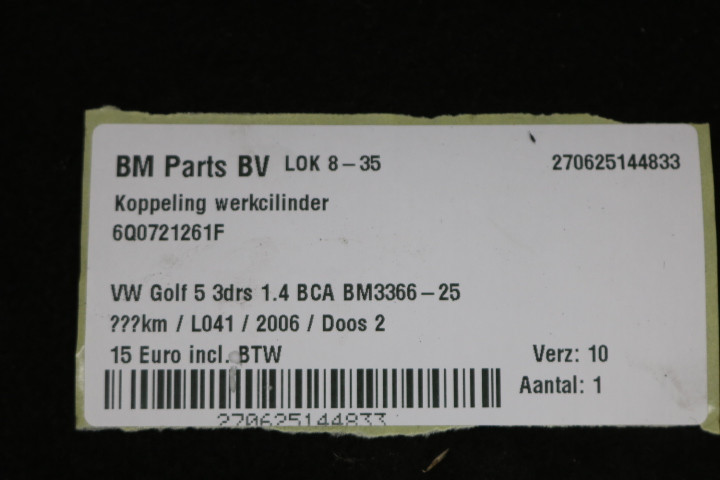 BM Parts BV LOK 8-35 270625144833
Koppeling werkcilinder
6Q0721261F
VW Golf 5 3drs 1.4 BCA BM3366-25
???km / L041 / 2006 / Doos 2
15 Euro incl. BTW Verz: 10
Aantal: 1
270625144833